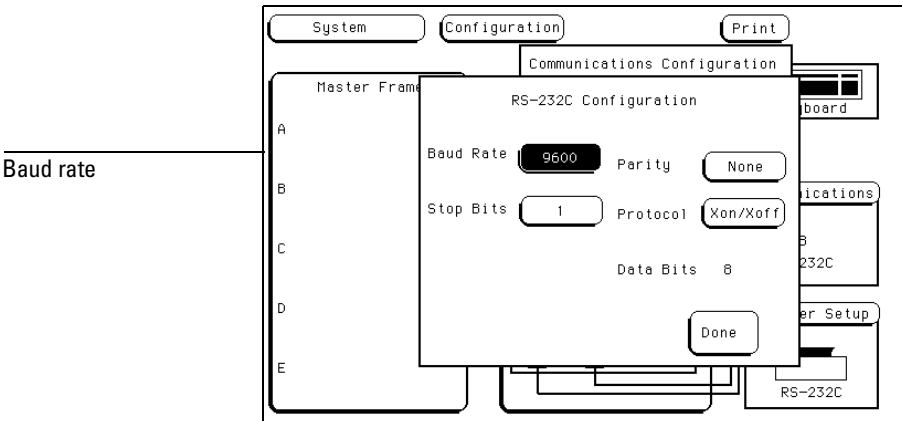 System Configuration Print
Communications Configuration
Master Frame
RS-232C Configuration
board
A
Baud rate
Baud Rate 9600 Parity None
B
ications
Stop Bits 1 Protocol Xon/Xoff
C
B
232C
Data Bits 8
D
er Setup
Done
E
RS-232C